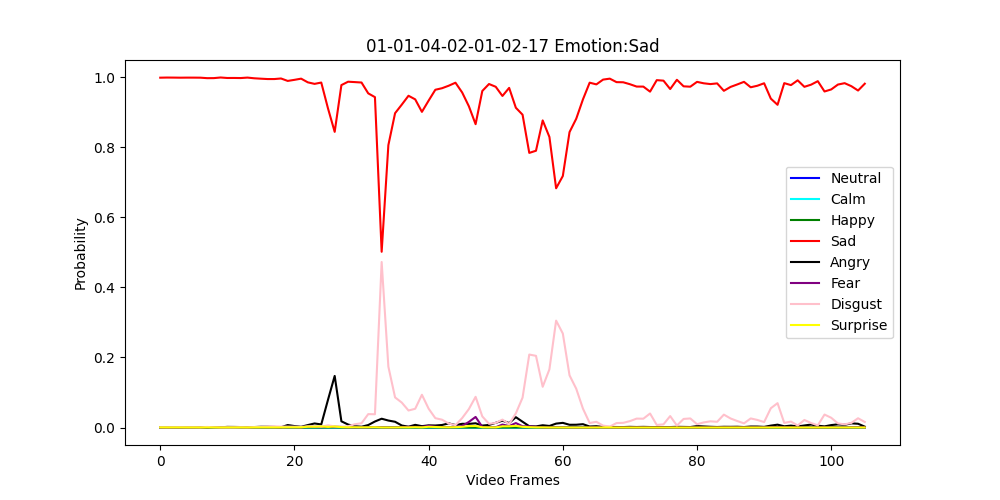 01-01-04-02-01-02-17 Emotion:Sad
Probability
1.0
0.8
0.6
0.4
0.2
0.0
0
20
40
60
80
100
Video Frames
Neutral
Calm
Happy
Sad
Angry
Fear
Disgust
Surprise